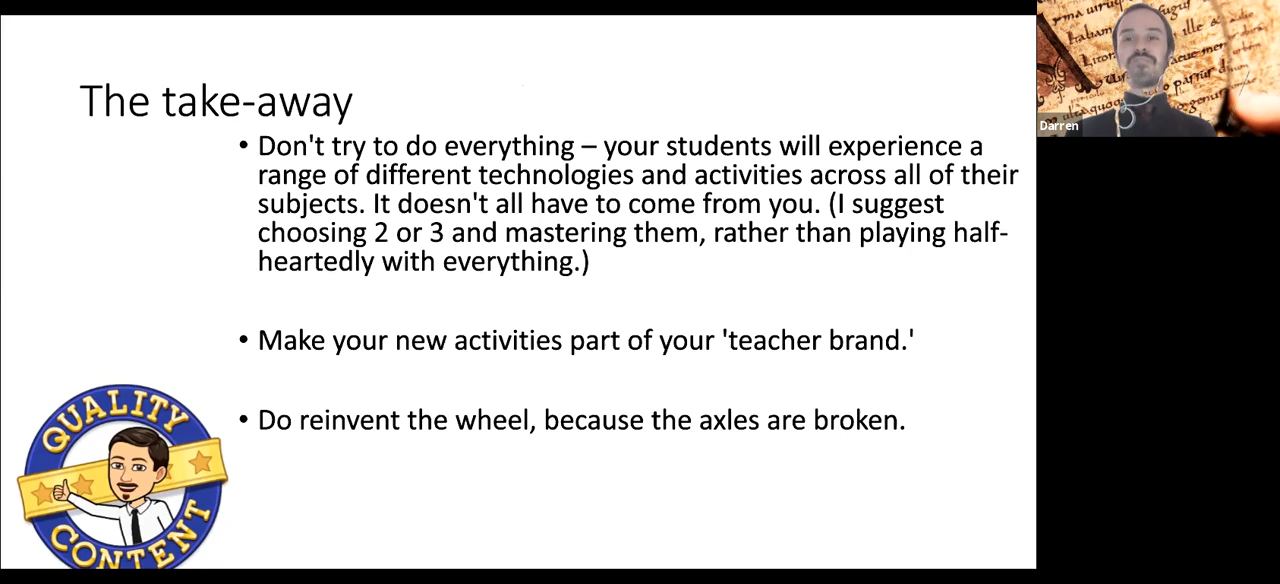 The take-away
• Don't try to do everything – your students will experience a
range of different technologies and activities across all of their
subjects. It doesn't all have to come from you. (I suggest
choosing 2 or 3 and mastering them, rather than playing half-
heartedly with everything.)
• Make your new activities part of your 'teacher brand.'
• Do reinvent the wheel, because the axles are broken.
QUALITY
CONTENT
ille
Darren